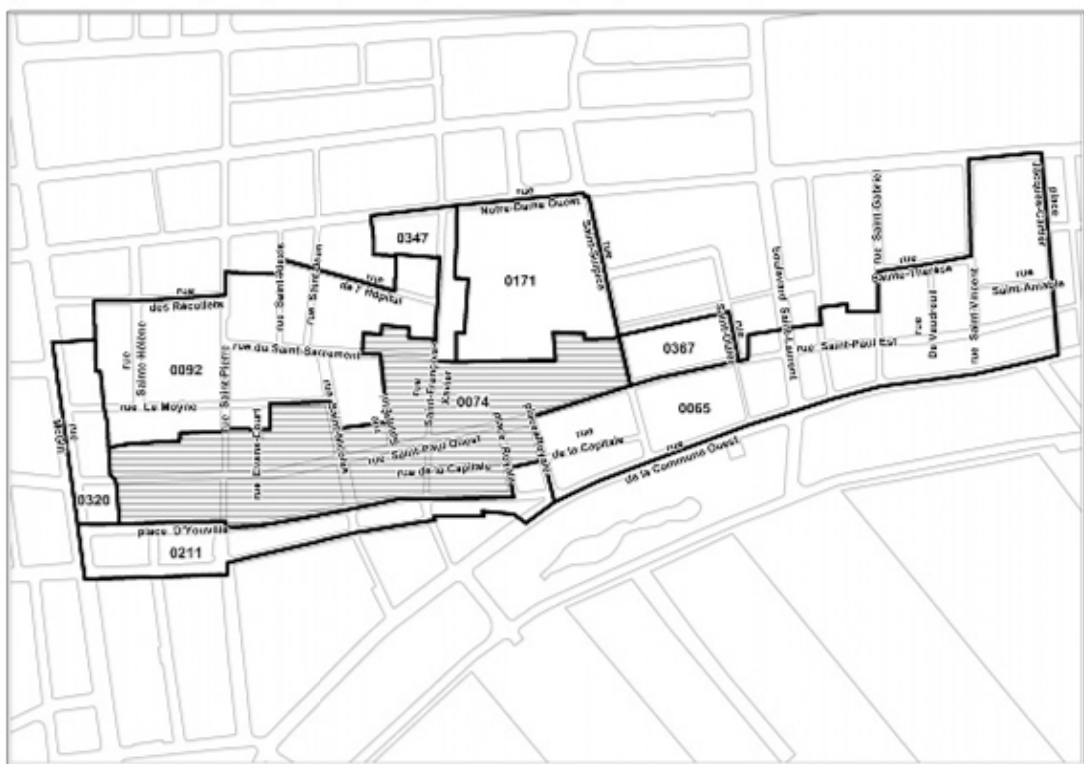 rue
Notre-Dame Ouest
0347
0171
rue
Saint-Sulpice
rue
de l'Hôpital
rue
des Récollets
rue Sainte-Hélène
0092
rue Saint-Pierre
rue Saint-Alexis
rue Saint-Jean
rue du Saint-Sacrement
rue Le Moyne
rue
McGill
0320
rue Saint-Nicolas
rue
rue
Saint-François-
Xavier
0074
rue Saint-Paul Ouest
rue de la Capitale
place Royale
place D'Youville
0211
0367
rue
0065
rue
de la Capitale
rue
de la Commune Ouest
boulevard Saint-Laurent
rue Saint-Paul Est
rue Saint-Gabriel
rue
Sainte-Thérèse
rue
De Vaudreuil
rue Saint-Vincent
rue
Saint-Amable
place
Jacques-Cartier